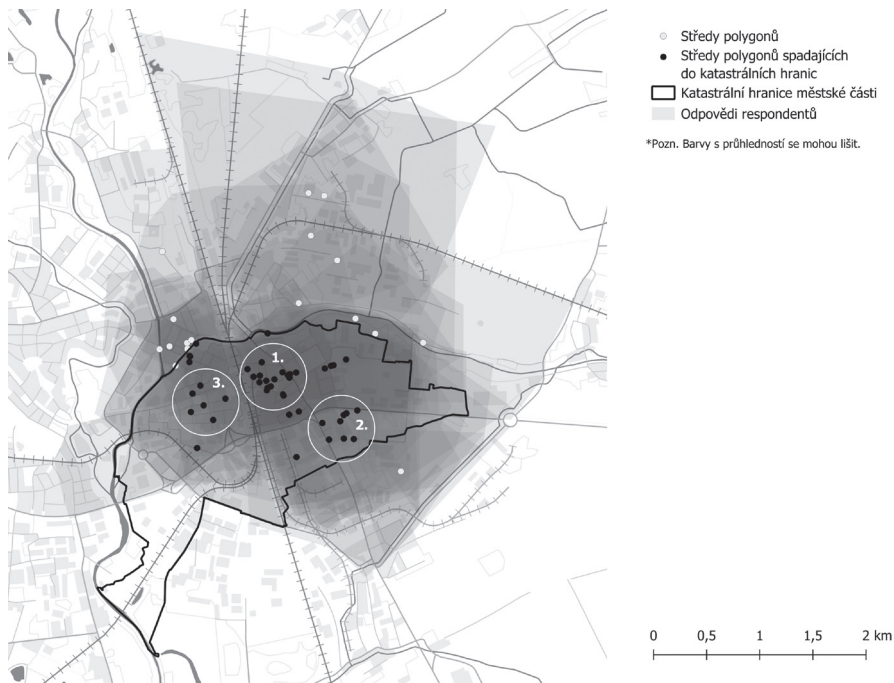 Středy polygonů
Středy polygonů spadajících
do katastrálních hranic
Katastrální hranice městské části
Odpovědi respondentů
*Pozn. Barvy s průhledností se mohou lišit.
1.
3.
2.
0 0,5 1 1,5 2 km